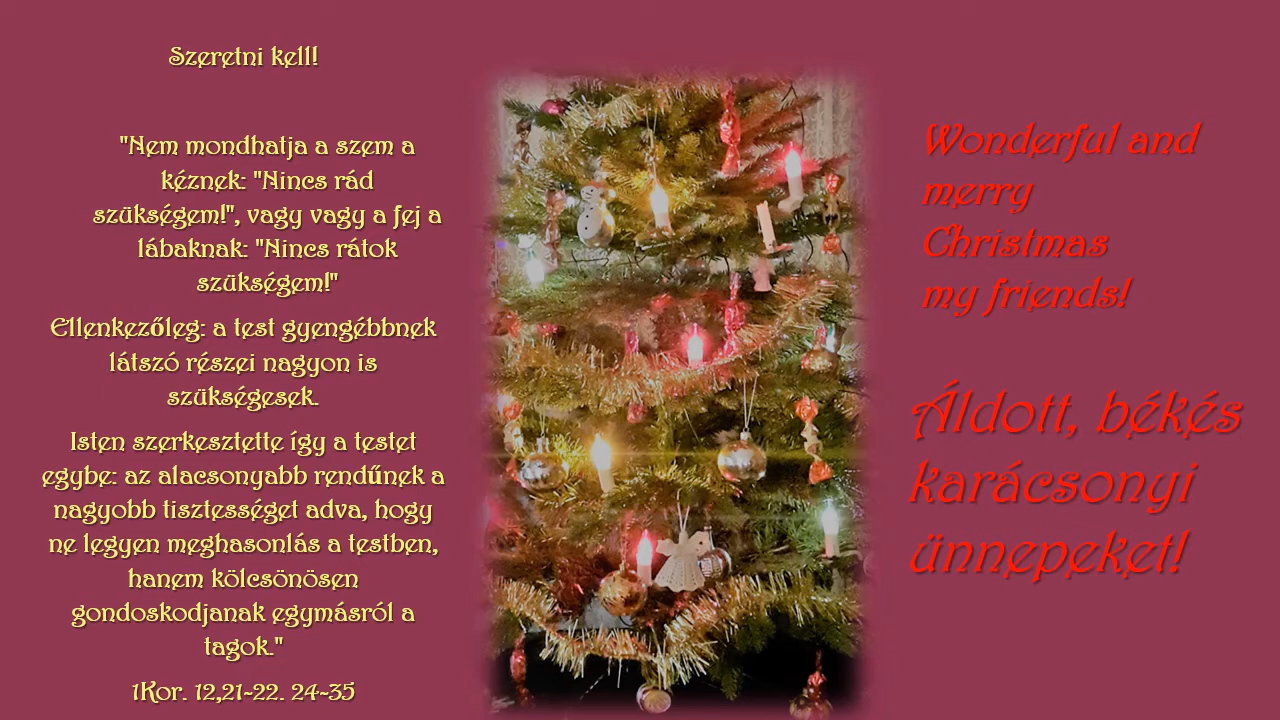 Szeretni kell!
"Nem mondhatja a szem a
kéznek: "Nincs rád
szükségem!", vagy vagy a fej a
lábaknak: "Nincs rátok
szükségem!"
Ellenkezőleg: a test gyengébbnek
látszó részei nagyon is
szükségesek.
Isten szerkesztette így a testet
egybe: az alacsonyabb rendűnek a
nagyobb tisztességet adva, hogy
ne legyen meghasonlás a testben,
hanem kölcsönösen
gondoskodjanak egymásról a
tagok."
1Kor. 12,21-22. 24-35
Wonderful and
merry
Christmas
my friends!
Áldott, békés
karácsonyi
ünnepeket!